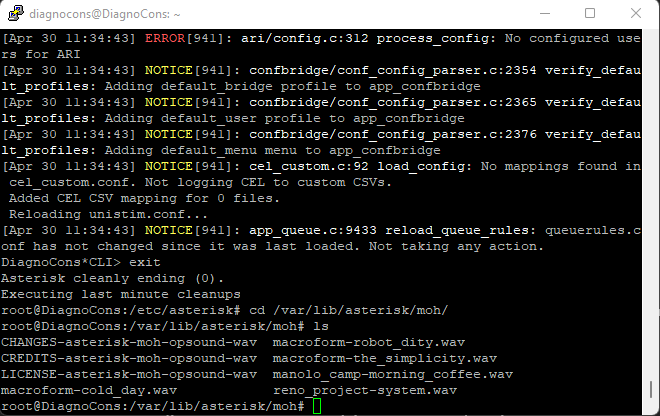 diagnocons@DiagnoCons: ~
[Apr 30 11:34:43] ERROR[941]: ari/config.c:312 process_config: No configured use
rs for ARI
[Apr 30 11:34:43] NOTICE[941]: confbridge/conf_config_parser.c:2354 verify_defau
lt_profiles: Adding default_bridge profile to app_confbridge
[Apr 30 11:34:43] NOTICE[941]: confbridge/conf_config_parser.c:2365 verify_defau
lt_profiles: Adding default_user profile to app_confbridge
[Apr 30 11:34:43] NOTICE[941]: confbridge/conf_config_parser.c:2376 verify_defau
lt_profiles: Adding default_menu menu to app_confbridge
[Apr 30 11:34:43] NOTICE[941]: cel_custom.c:92 load_config: No mappings found in
 cel_custom.conf. Not logging CEL to custom CSVs.
 Added CEL CSV mapping for 0 files.
 Reloading unistim.conf...
[Apr 30 11:34:43] NOTICE[941]: app_queue.c:9433 reload_queue_rules: queuerules.c
onf has not changed since it was last loaded. Not taking any action.
DiagnoCons*CLI> exit
Asterisk cleanly ending (0).
Executing last minute cleanups
root@DiagnoCons:/etc/asterisk# cd /var/lib/asterisk/moh/
root@DiagnoCons:/var/lib/asterisk/moh# ls
CHANGES-asterisk-moh-opsound-wav  macroform-robot_dity.wav
CREDITS-asterisk-moh-opsound-wav  macroform-the_simplicity.wav
LICENSE-asterisk-moh-opsound-wav  manolo_camp-morning_coffee.wav
macroform-cold_day.wav            reno_project-system.wav
root@DiagnoCons:/var/lib/asterisk/moh#